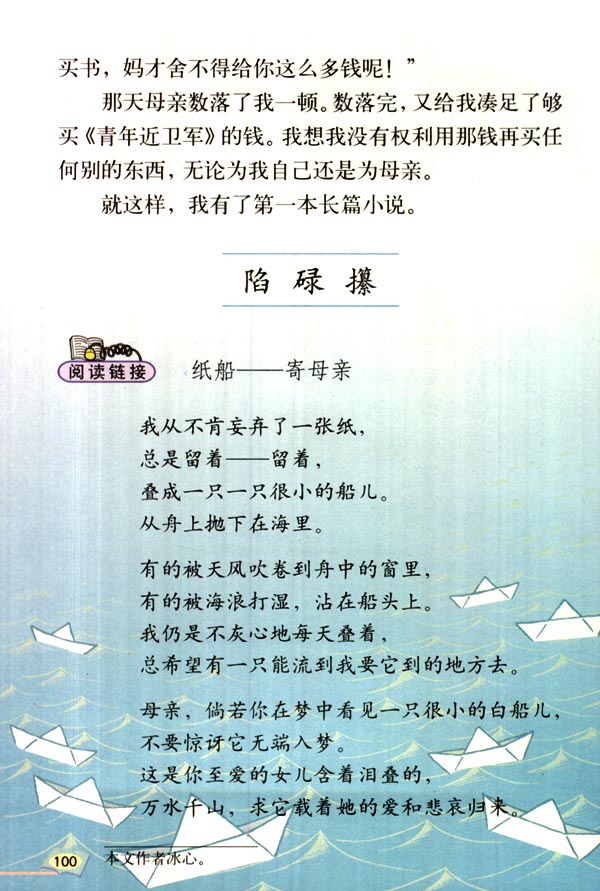 买书，妈才舍不得给你这么多钱呢！”
那天母亲数落了我一顿。数落完，又给我凑足了够
买《青年近卫军》的钱。我想我没有权利用那钱再买任
何别的东西，无论为我自己还是为母亲。
就这样，我有了第一本长篇小说。
陷 碌 攥
阅读链接
纸船——寄母亲
我从不肯妄弃了一张纸，
总是留着——留着，
叠成一只一只很小的船儿。
从舟上抛下在海里。
有的被天风吹卷到舟中的窗里，
有的被海浪打湿，沾在船头上。
我仍是不灰心地每天叠着，
总希望有一只能流到我要它到的地方去。
母亲，倘若你在梦中看见一只很小的白船儿，
不要惊讶它无端入梦。
这是你至爱的女儿含着泪叠的，
万水千山，求它载着她的爱和悲哀归来。
100
本文作者冰心。